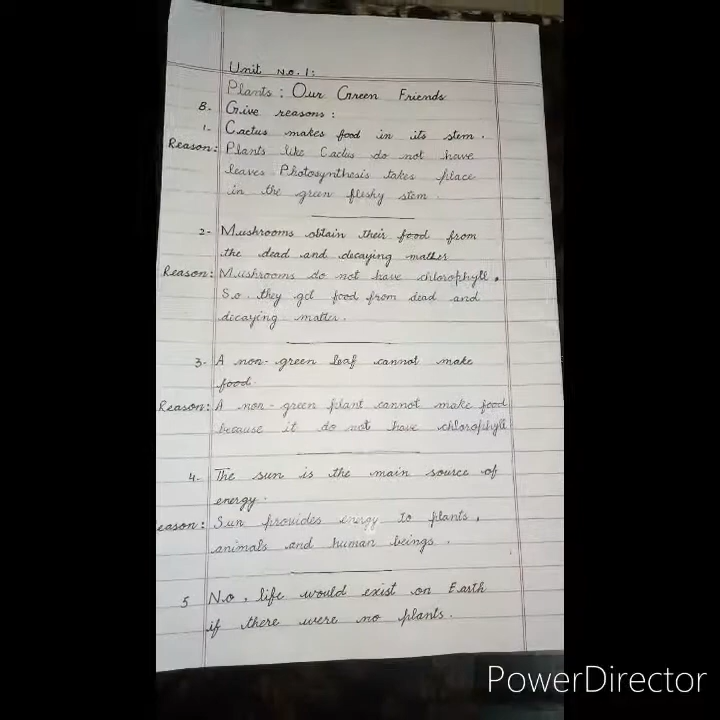 Unit No. 1:
Plants: Our Green Friends
B. Give reasons:
1- Cactus makes food in its stem.
Reason: Plants like Cactus do not have
leaves Photosynthesis takes place
in the green fleshy stem.
2- Mushrooms obtain their food from
the dead and decaying matter
Reason: Mushrooms do not have chlorophyll.
So they get food from dead and
decaying matter.
3- A non-green leaf cannot make
food.
Reason: A non-green plant cannot make food
because it do not have chlorophyll
4- The sun is the main source of
energy.
eason: Sun provides energy to plants,
animals and human beings.
5 No, life would exist on Earth
if there were no plants.
PowerDirector